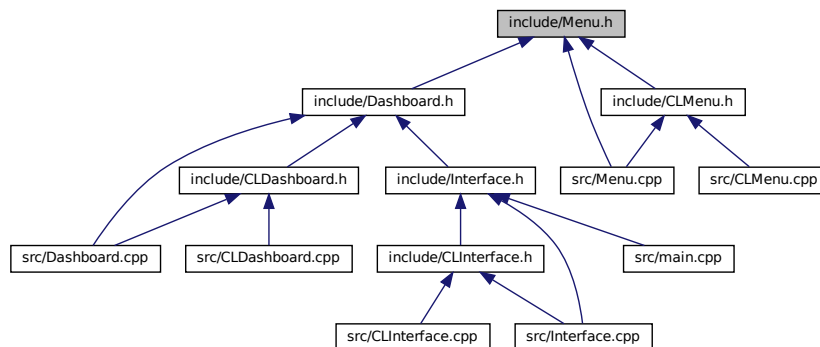 include/Menu.h
include/Dashboard.h
include/CLMenu.h
include/CLDashboard.h
include/Interface.h
src/Menu.cpp
src/CLMenu.cpp
src/Dashboard.cpp
src/CLDashboard.cpp
include/CLInterface.h
src/main.cpp
src/CLInterface.cpp
src/Interface.cpp